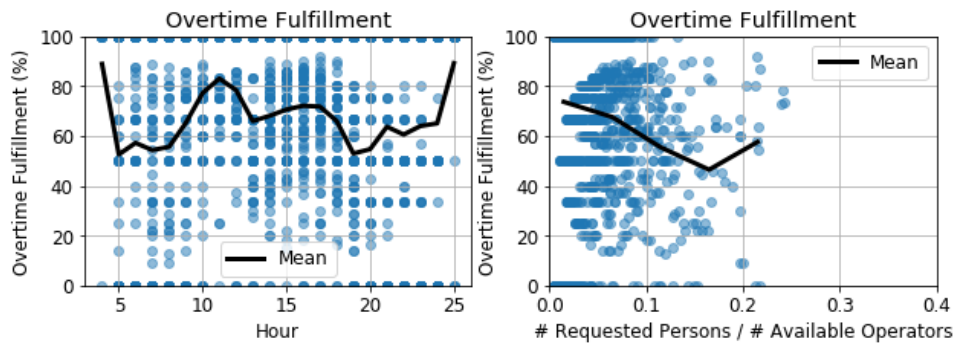 Overtime Fulfillment
Overtime Fulfillment (%)
100
80
60
40
20
0
5
10
15
20
25
Hour
Mean
Overtime Fulfillment
Overtime Fulfillment (%)
100
80
60
40
20
0
0.0
0.1
0.2
0.3
0.4
# Requested Persons / # Available Operators
Mean